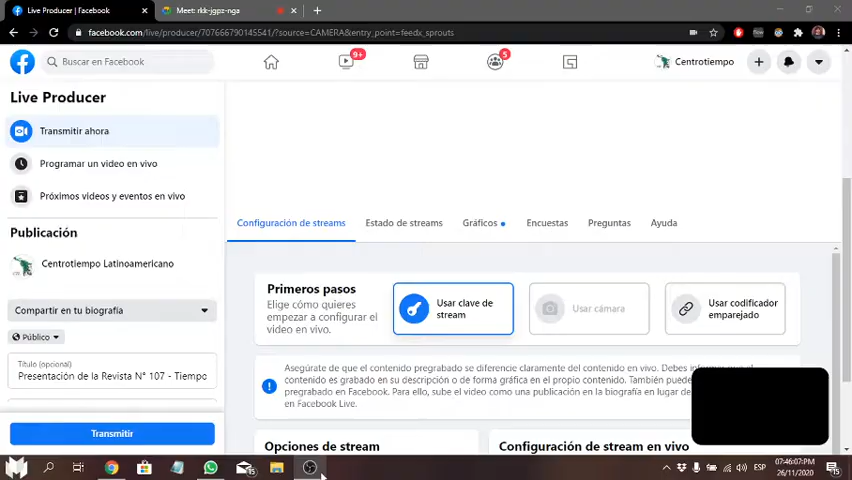 Live Producer | Facebook
Meet: rkk-jgpz-nga
facebook.com/live/producer/707666790145541/?source=CAMERA&entry_point=feedx_sprouts
Buscar en Facebook
9+
5
Centrotiempo
Live Producer
Transmitir ahora
Programar un video en vivo
Próximos videos y eventos en vivo
Publicación
Centrotiempo Latinoamericano
Compartir en tu biografía
Público
Título (opcional)
Presentación de la Revista N° 107 - Tiempo
Transmitir
Configuración de streams
Estado de streams
Gráficos
Encuestas
Preguntas
Ayuda
Primeros pasos
Elige cómo quieres
empezar a configurar el
video en vivo.
Usar clave de
stream
Usar cámara
Usar codificador
emparejado
Asegúrate de que el contenido pregrabado se diferencie claramente del contenido en vivo. Debes
contenido es grabado en su descripción o de forma gráfica en el propio contenido. También puede
pregrabado en Facebook. Para ello, sube el video como una publicación en la biografía en lugar de
en Facebook Live.
Opciones de stream
Configuración de stream en vivo
ESP
07:46:07PM
26/11/2020
15